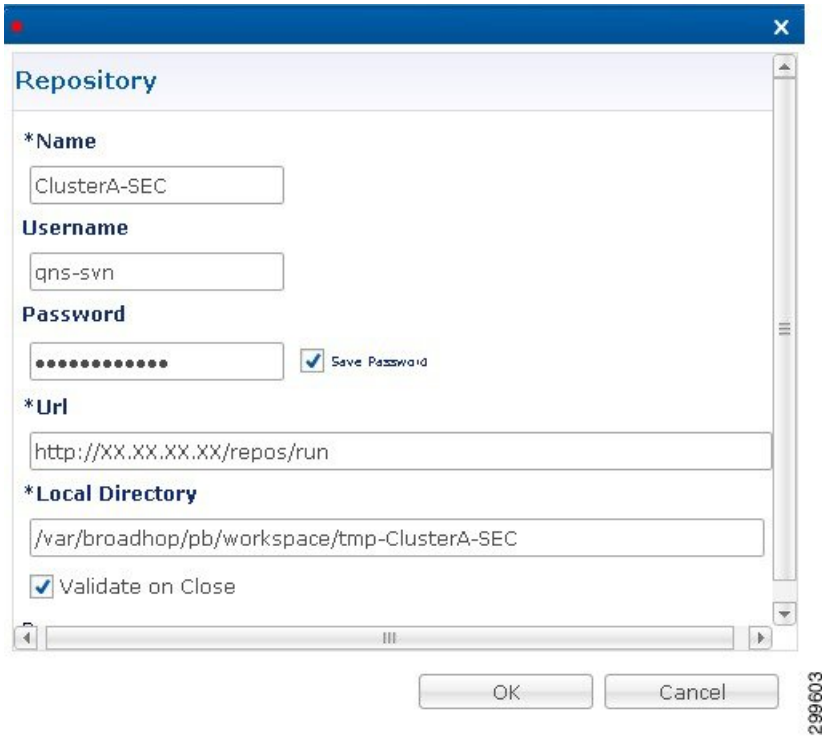 Repository
*Name
ClusterA-SEC
Username
qns-svn
Password
•••••••••••• Save Password
*Url
http://XX.XX.XX.XX/repos/run
*Local Directory
/var/broadhop/pb/workspace/tmp-ClusterA-SEC
Validate on Close
OK Cancel
299603